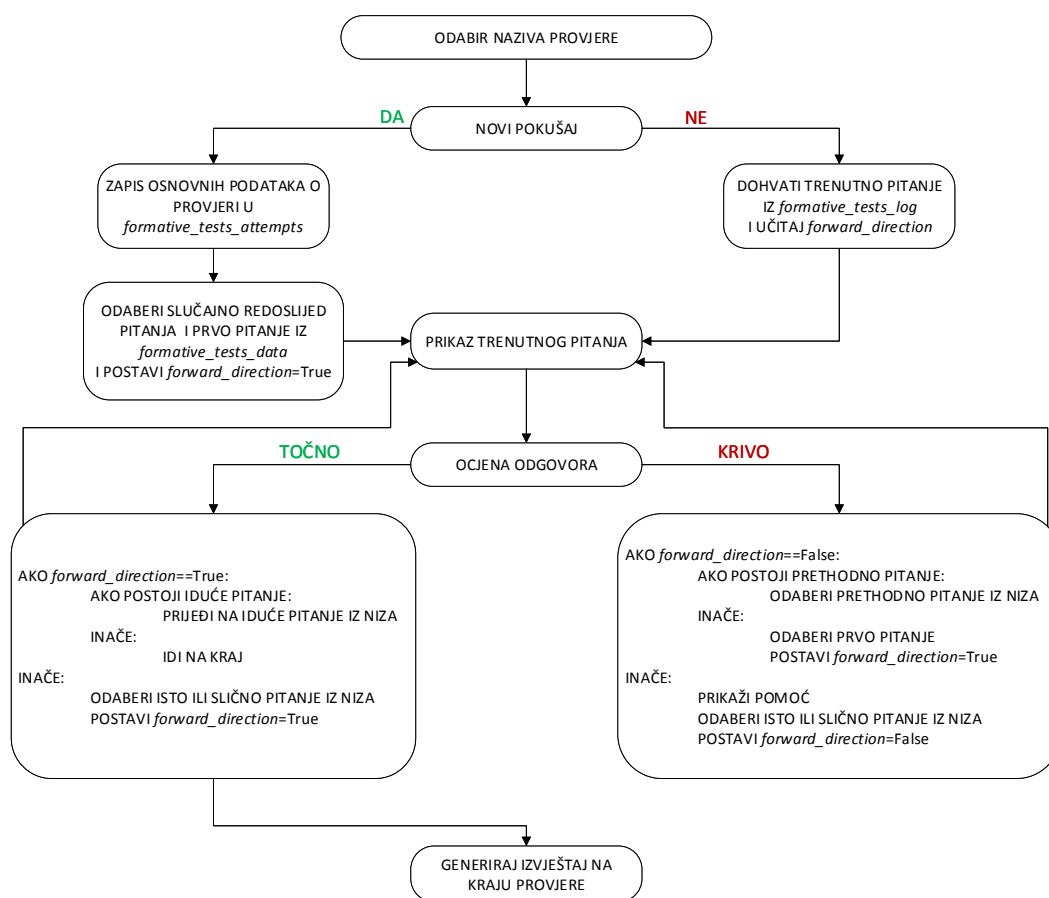 ODABIR NAZIVA PROVJERE
DA
NOVI POKUŠAJ
NE
ZAPIS OSNOVNIH PODATAKA O
PROVJERI U
formative_tests_attempts
DOHVATI TRENUTNO PITANJE
IZ formative_tests_log
I UČITAJ forward_direction
ODABERI SLUČAJNO REDOSLIJED
PITANJA I PRVO PITANJE IZ
formative_tests_data
I POSTAVI forward_direction=True
PRIKAZ TRENUTNOG PITANJA
TOČNO
OCJENA ODGOVORA
KRIVO
AKO forward_direction==True:
AKO POSTOJI IDUĆE PITANJE:
PRIJEĐI NA IDUĆE PITANJE IZ NIZA
INAČE:
IDI NA KRAJ
INAČE:
ODABERI ISTO ILI SLIČNO PITANJE IZ NIZA
POSTAVI forward_direction=True
AKO forward_direction==False:
AKO POSTOJI PRETHODNO PITANJE:
ODABERI PRETHODNO PITANJE IZ NIZA
INAČE:
ODABERI PRVO PITANJE
POSTAVI forward_direction=True
INAČE:
PRIKAŽI POMOĆ
ODABERI ISTO ILI SLIČNO PITANJE IZ NIZA
POSTAVI forward_direction=False
GENERIRAJ IZVJEŠTAJ NA
KRAJU PROVJERE